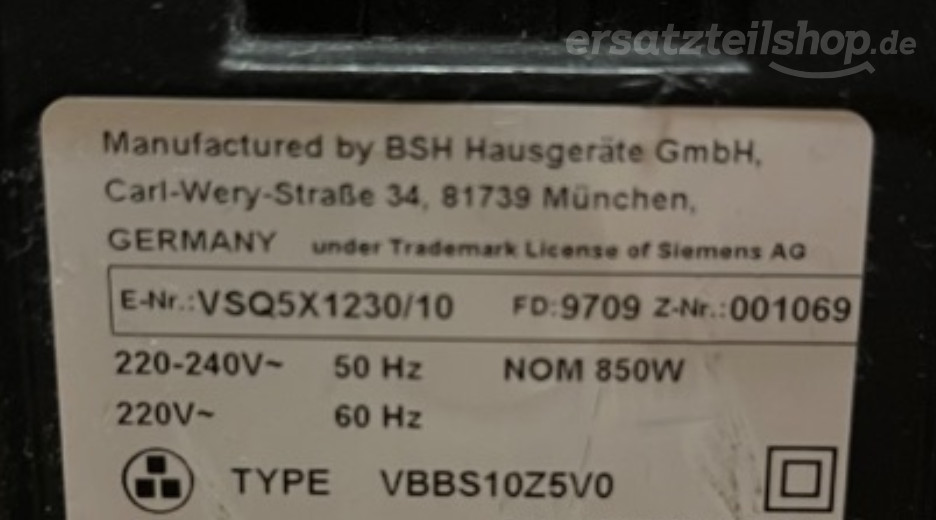 ersatzteilshop.de
Manufactured by BSH Hausgeräte GmbH,
Carl-Wery-Straße 34, 81739 München,
GERMANY under Trademark License of Siemens AG
E-Nr.:VSQ5X1230/10 FD:9709 Z-Nr.:001069
220-240V~ 50 Hz NOM 850W
220V~ 60 Hz
TYPE VBBS10Z5V0